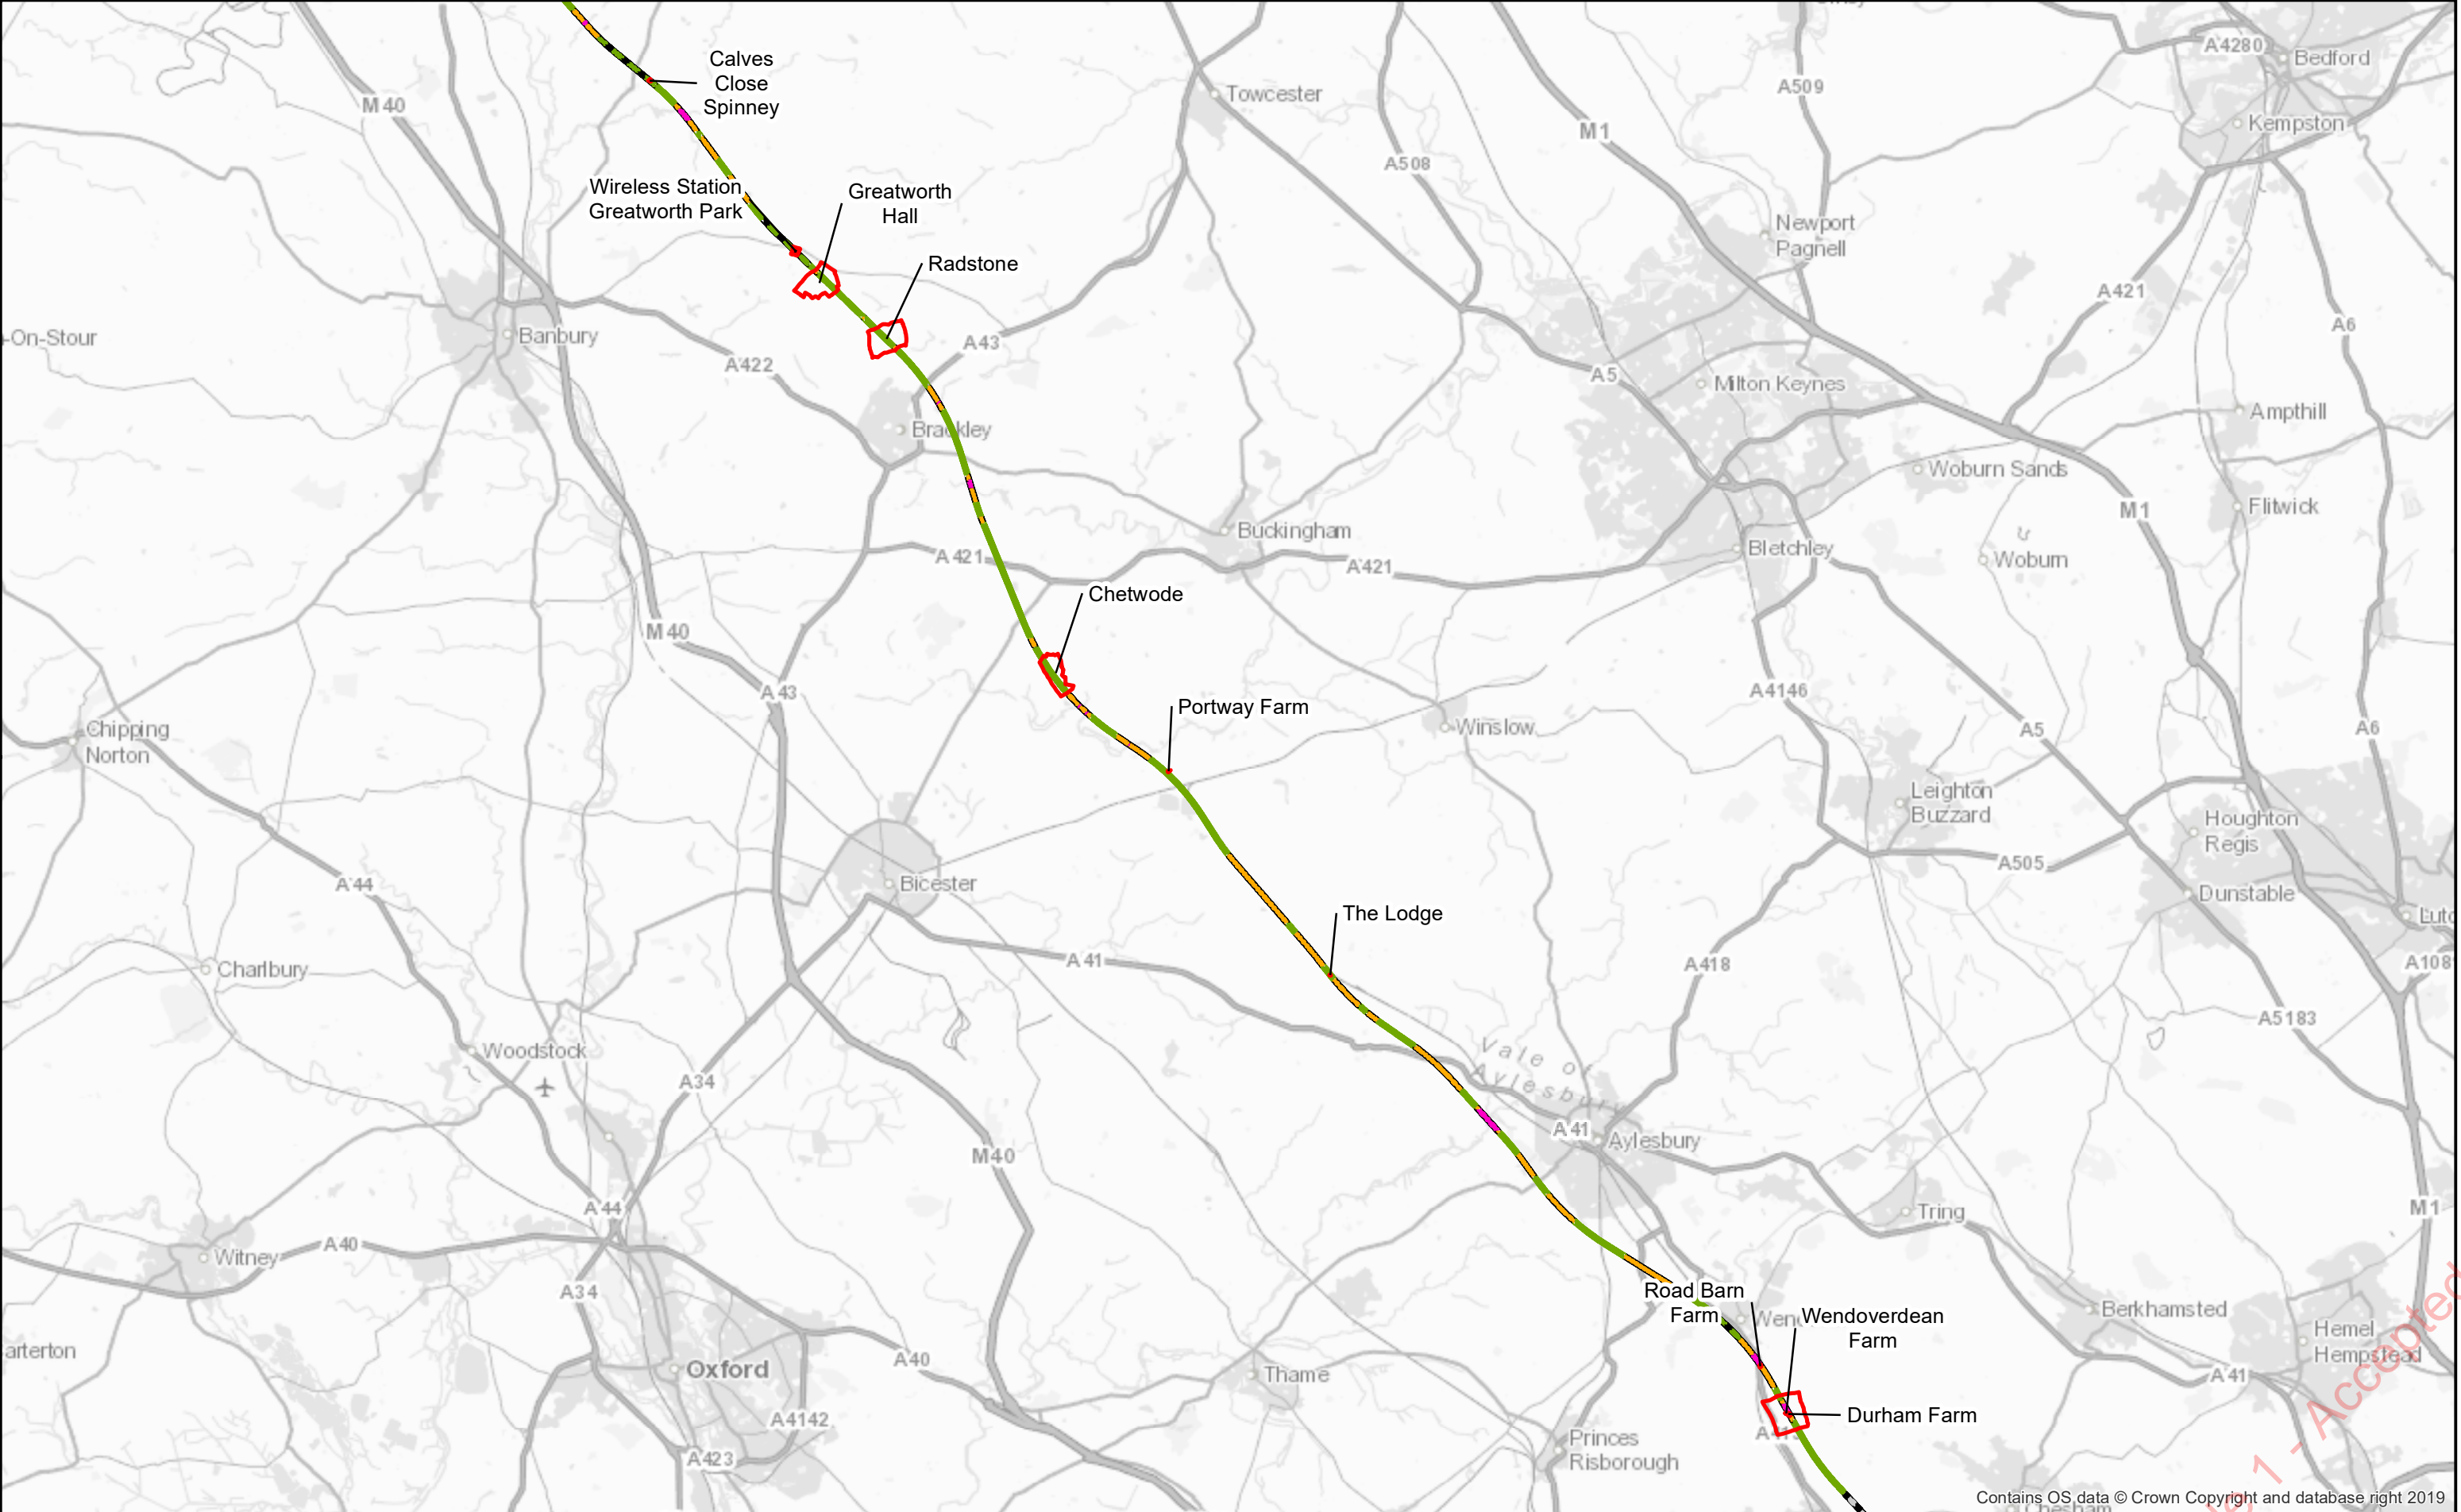 Calves
Close
Spinney
M40
Towcester
A4280
Bedford
A509
Kempston
M1
A508
Wireless Station
Greatworth Park
Greatworth
Hall
Newport
Pagnell
Radstone
A421
-On-Stour
Banbury
A422
A43
A6
A5
Milton Keynes
Ampthill
Brackley
Woburn Sands
Flitwick
M1
Buckingham
A421
A421
Bletchley
Woburn
Chetwode
M40
A43
A4146
Portway Farm
Winslow
A5
A6
Chipping
Norton
Leighton
Buzzard
Houghton
Regis
A505
Dunstable
A44
Bicester
The Lodge
Charlbury
A41
A418
A5183
Woodstock
Vale of
Aylesbury
A34
A41
Aylesbury
M40
A44
Tring
M1
Witney
A40
A34
Road Barn
Farm
Wendoverdean
Farm
Berkhamsted
Hemel
Hempstead
arterton
A40
Oxford
Thame
A41
A4142
Durham Farm
A423
Princes
Risborough
1 - Accepted
Contains OS data © Crown Copyright and database right 2019